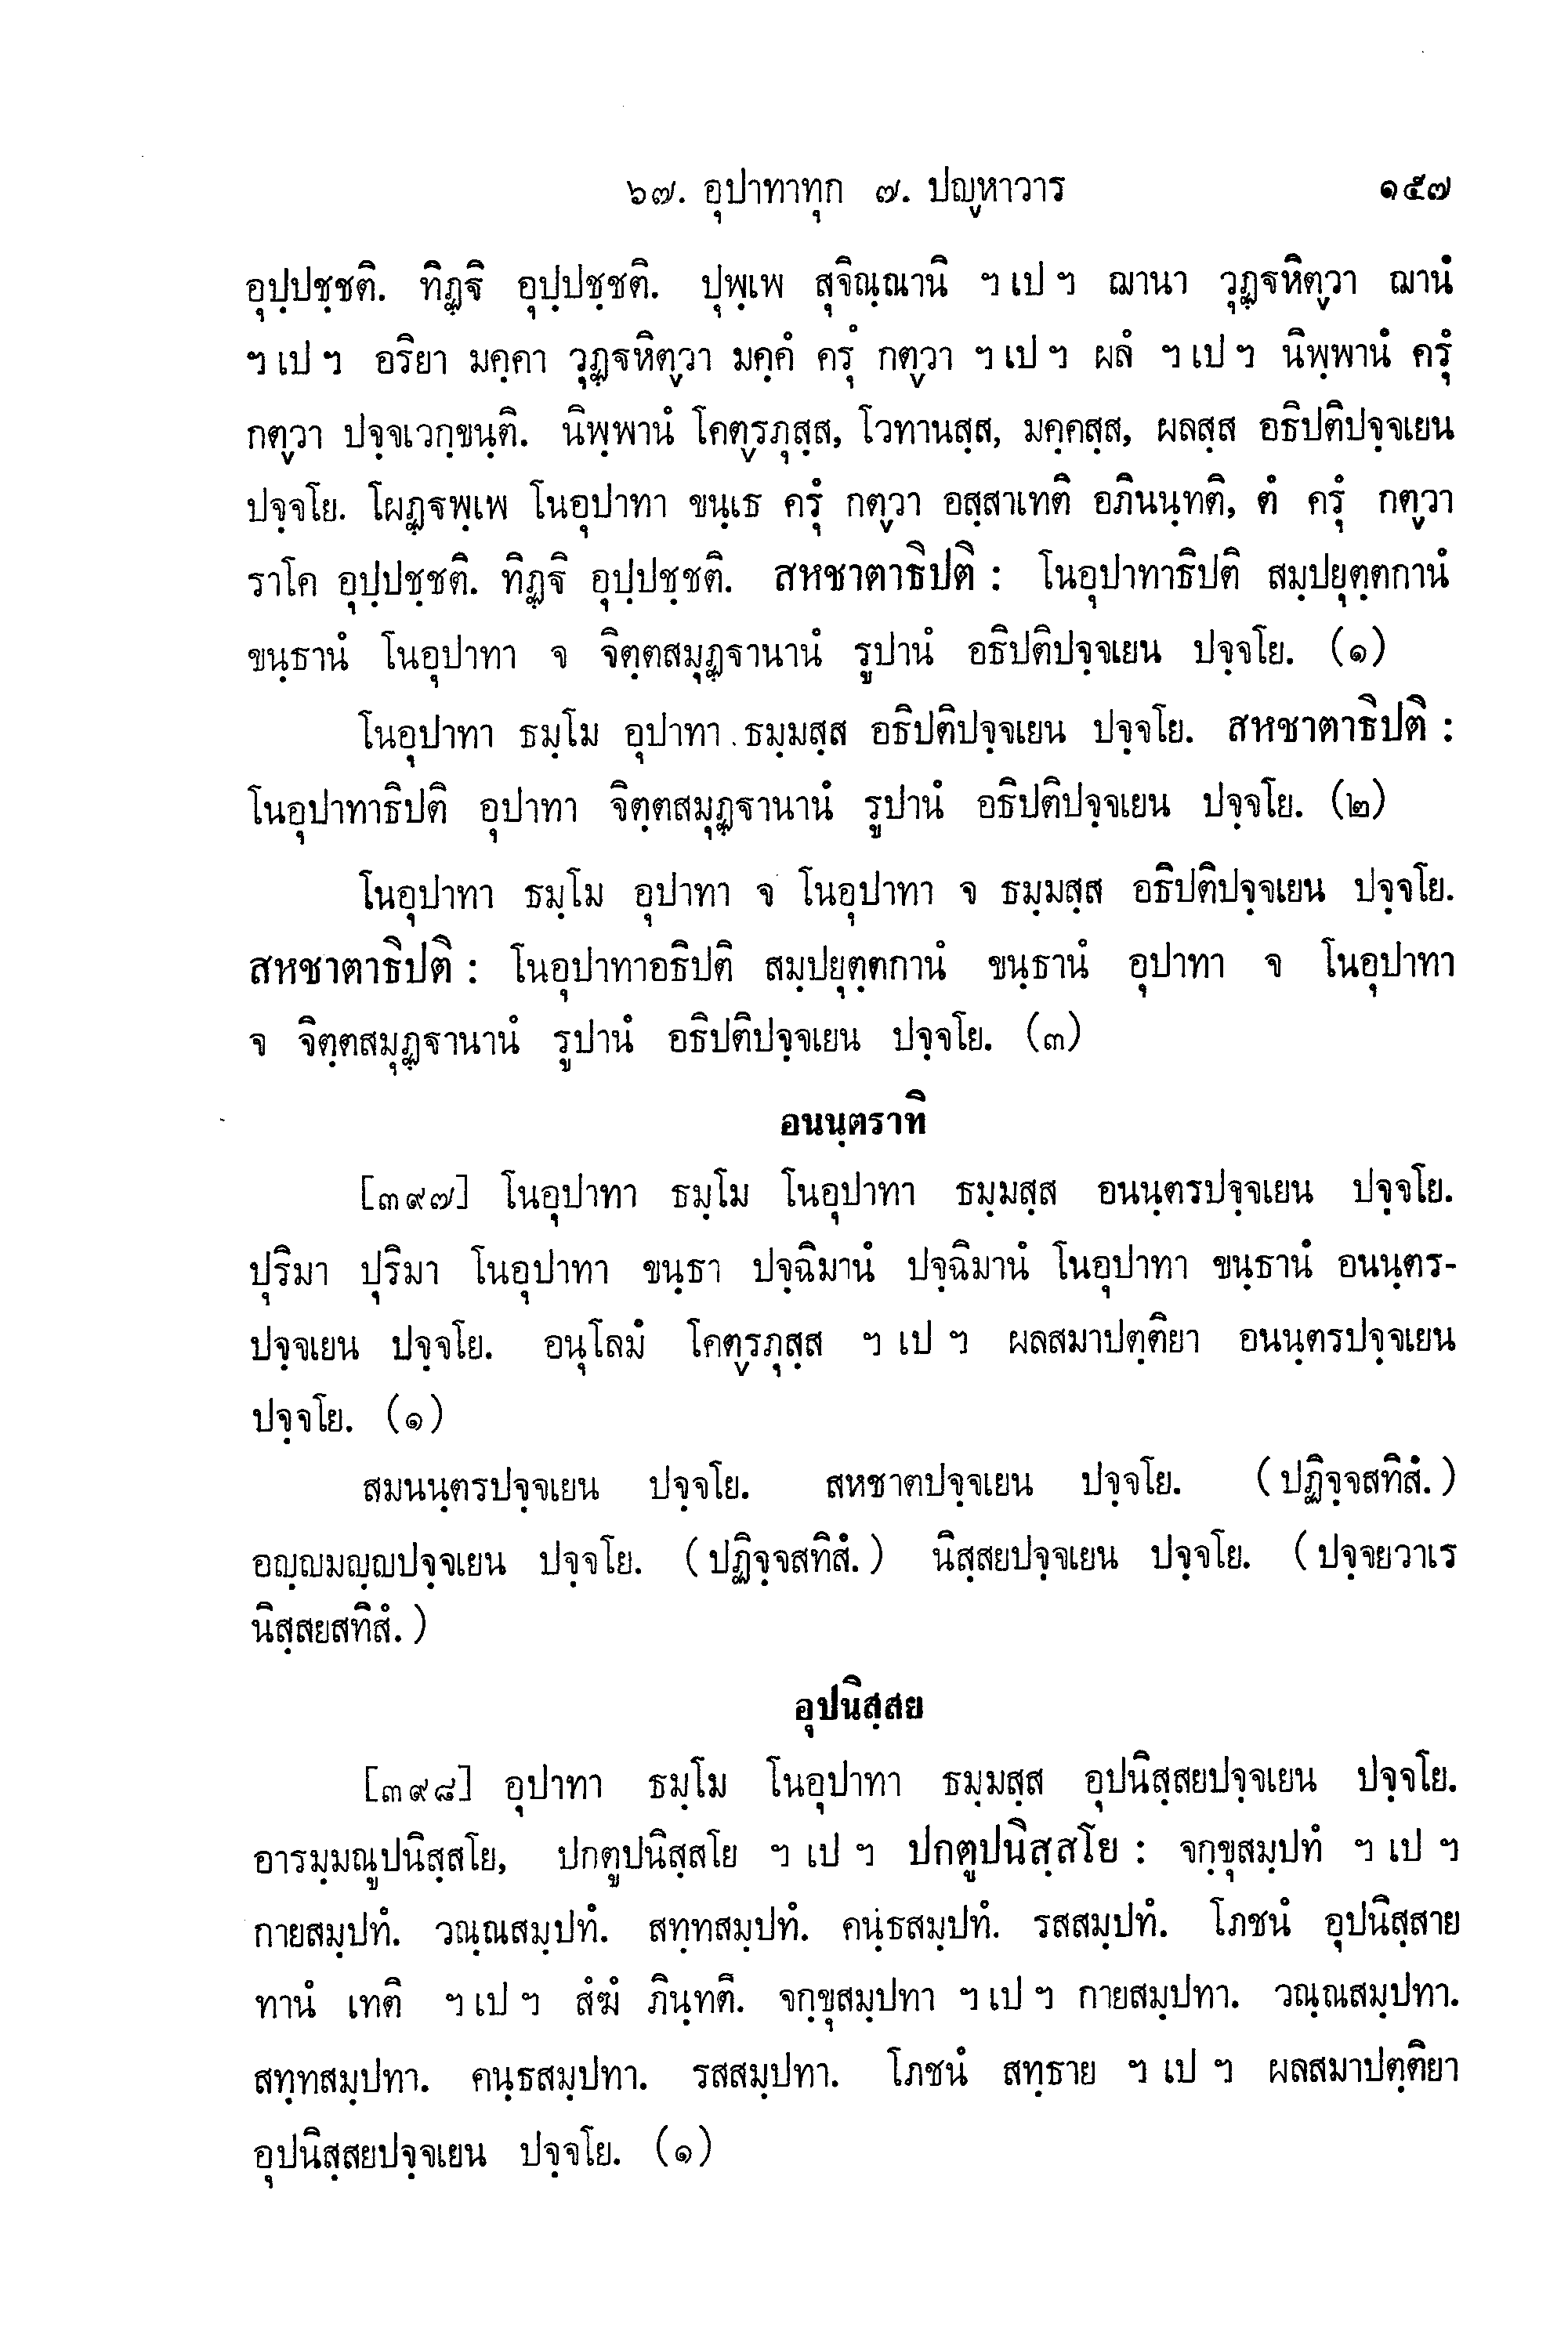 ๖๗. อุปาทาทุก ๗. ปญฺหาวาร ๑๕๗
อุปฺปชฺชติ. ทิฏฺฐิ อุปฺปชฺชติ. ปุพฺเพ สุจิณฺณานิ ฯ เป ฯ ฌานา วุฏฺฐหิตฺวา ฌานํ
ฯ เป ฯ อริยา มคฺคา วุฏฺฐหิตฺวา มคฺคํ ครุํ กตฺวา ฯ เป ฯ ผลํ ฯ เป ฯ นิพฺพานํ ครุํ
กตฺวา ปจฺจเวกฺขนฺติ. นิพฺพานํ โคตฺรภุสฺส, โวทานสฺส, มคฺคสฺส, ผลสฺส อธิปติปจฺจเยน
ปจฺจโย. โผฏฺฐพฺเพ โนอุปาทา ขนฺเธ ครุํ กตฺวา อสฺสาเทติ อภินนฺทติ, ตํ ครุํ กตฺวา
ราโค อุปฺปชฺชติ. ทิฏฺฐิ อุปฺปชฺชติ. สหชาตาธิปติ : โนอุปาทาธิปติ สมฺปยุตฺตกานํ
ขนฺธานํ โนอุปาทา จ จิตฺตสมุฏฺฐานานํ รูปานํ อธิปติปจฺจเยน ปจฺจโย. (๑)
โนอุปาทา ธมฺโม อุปาทา ธมฺมสฺส อธิปติปจฺจเยน ปจฺจโย. สหชาตาธิปติ :
โนอุปาทาธิปติ อุปาทา จิตฺตสมุฏฺฐานานํ รูปานํ อธิปติปจฺจเยน ปจฺจโย. (๒)
โนอุปาทา ธมฺโม อุปาทา จ โนอุปาทา จ ธมฺมสฺส อธิปติปจฺจเยน ปจฺจโย.
สหชาตาธิปติ : โนอุปาทาอธิปติ สมฺปยุตฺตกานํ ขนฺธานํ อุปาทา จ โนอุปาทา
จ จิตฺตสมุฏฺฐานานํ รูปานํ อธิปติปจฺจเยน ปจฺจโย. (๓)
อนนฺตราทิ
[๓๙๗] โนอุปาทา ธมฺโม โนอุปาทา ธมฺมสฺส อนนฺตรปจฺจเยน ปจฺจโย.
ปุริมา ปุริมา โนอุปาทา ขนฺธา ปจฺฉิมานํ ปจฺฉิมานํ โนอุปาทา ขนฺธานํ อนนฺตร-
ปจฺจเยน ปจฺจโย. อนุโลมํ โคตฺรภุสฺส ฯ เป ฯ ผลสมาปตฺติยา อนนฺตรปจฺจเยน
ปจฺจโย. (๑)
สมนนฺตรปจฺจเยน ปจฺจโย. สหชาตปจฺจเยน ปจฺจโย. (ปฏิจฺจสทิสํ.)
อญฺญมญฺญปจฺจเยน ปจฺจโย. (ปฏิจฺจสทิสํ.) นิสฺสยปจฺจเยน ปจฺจโย. (ปจฺจยวาเร
นิสฺสยสทิสํ.)
อุปนิสฺสย
[๓๙๘] อุปาทา ธมฺโม โนอุปาทา ธมฺมสฺส อุปนิสฺสยปจฺจเยน ปจฺจโย.
อารมฺมณูปนิสฺสโย, ปกตูปนิสฺสโย ฯ เป ฯ ปกตูปนิสฺสโย : จกฺขุสมฺปทํ ฯ เป ฯ
กายสมฺปทํ. วณฺณสมฺปทํ. สทฺทสมฺปทํ. คนฺธสมฺปทํ. รสสมฺปทํ. โภชนํ อุปนิสฺสาย
ทานํ เทติ ฯ เป ฯ สํฆํ ภินฺทติ. จกฺขุสมฺปทา ฯ เป ฯ กายสมฺปทา. วณฺณสมฺปทา.
สทฺทสมฺปทา. คนฺธสมฺปทา. รสสมฺปทา. โภชนํ สทฺธาย ฯ เป ฯ ผลสมาปตฺติยา
อุปนิสฺสยปจฺจเยน ปจฺจโย. (๑)